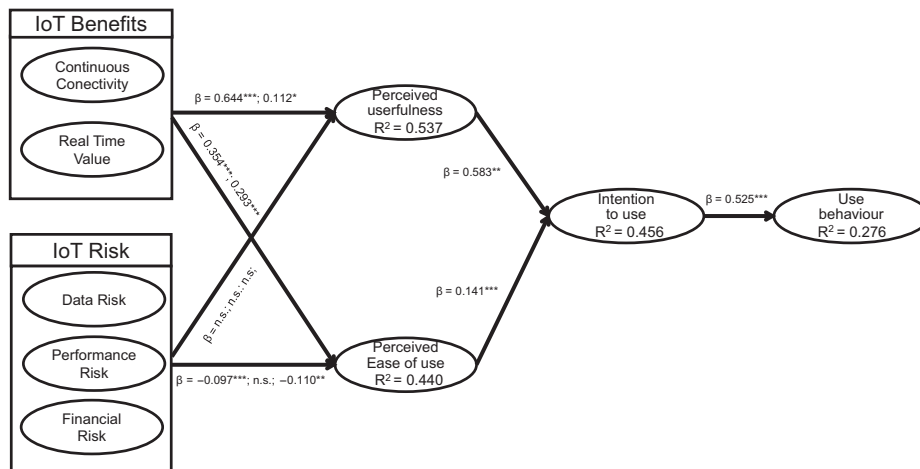 IoT Benefits
Continuous
Conectivity
Real Time
Value
IoT Risk
Data Risk
Performance
Risk
Financial
Risk
β = 0.644***; 0.112*
β = 0.354***; 0.293***
β = n.s.; n.s.: n.s;
β = −0.097***; n.s.; −0.110**
Perceived
userfulness
R² = 0.537
Perceived
Ease of use
R² = 0.440
β = 0.583**
β = 0.141***
Intention
to use
R² = 0.456
β = 0.525***
Use
behaviour
R² = 0.276